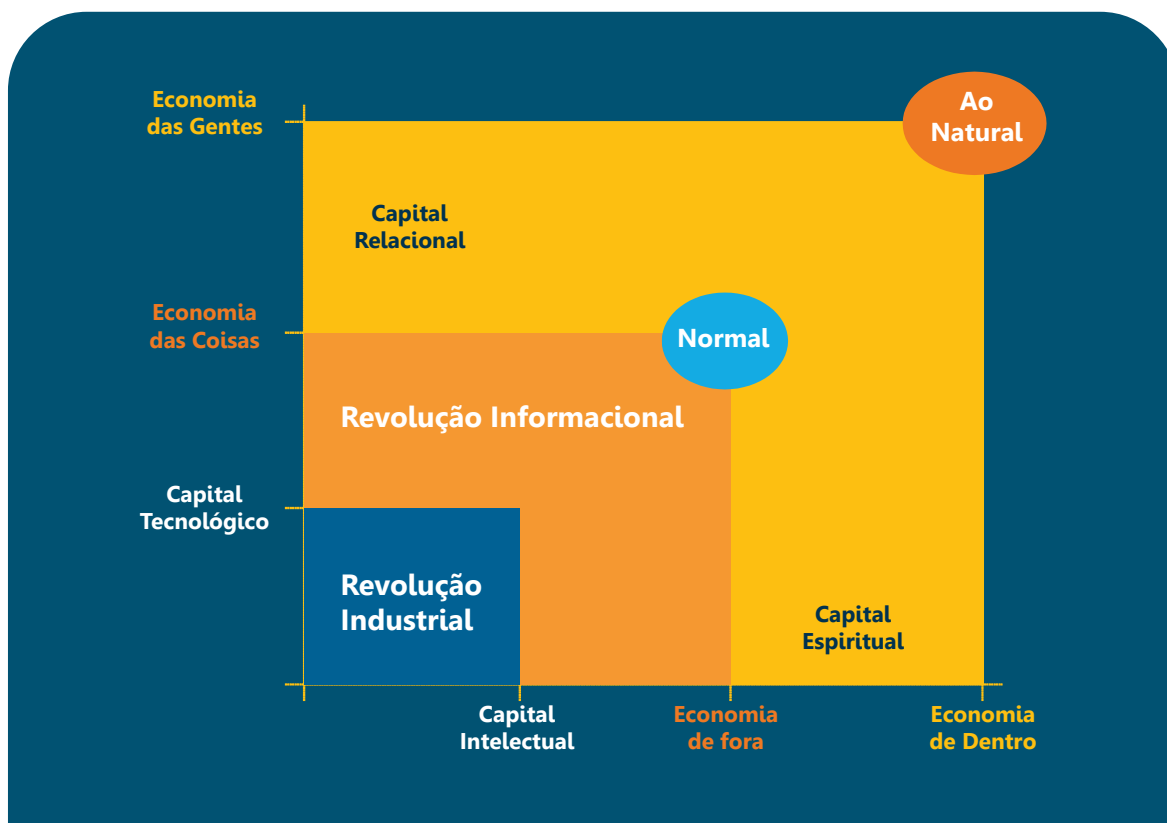 Economia
das Gentes
Ao
Natural
Capital
Relacional
Economia
das Coisas
Normal
Revolução Informacional
Capital
Tecnológico
Revolução
Industrial
Capital
Espiritual
Capital
Intelectual
Economia
de fora
Economia
de Dentro